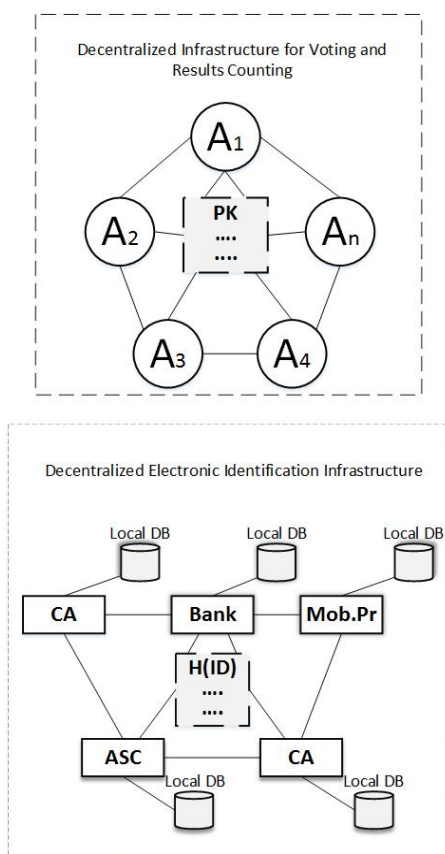 Decentralized Infrastructure for Voting and
Results Counting
A1
PK
A2
....
An
....
A3
A4
Decentralized Electronic Identification Infrastructure
Local DB
Local DB
Local DB
CA
Bank
Mob.Pr
H(ID)
....
....
ASC
CA
Local DB
Local DB